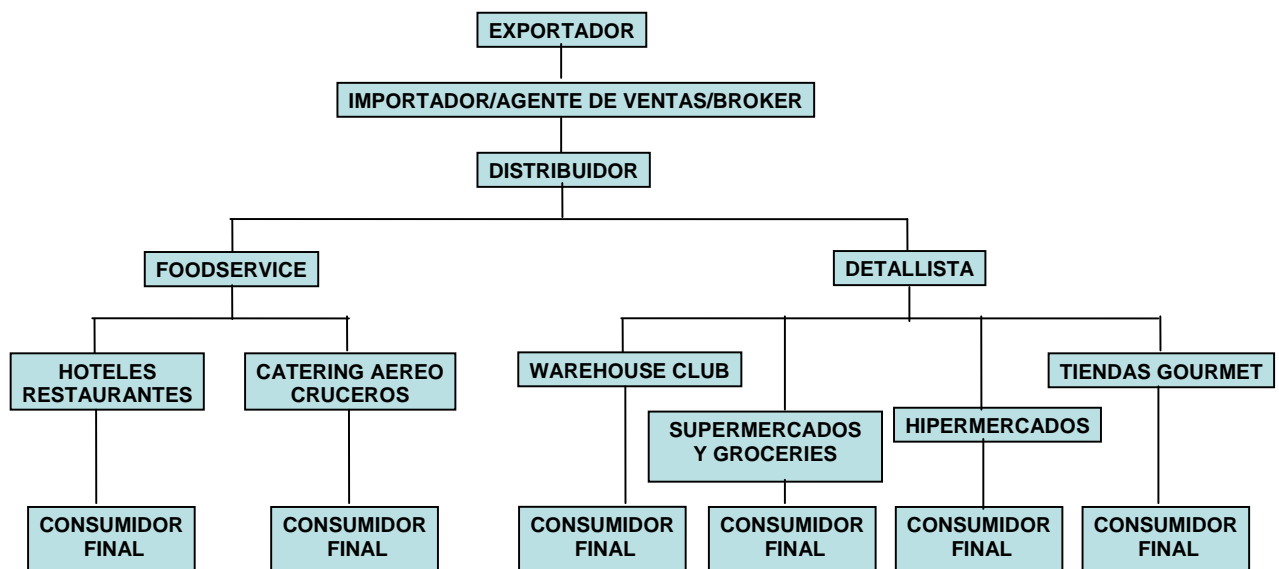 EXPORTADOR
IMPORTADOR/AGENTE DE VENTAS/BROKER
DISTRIBUIDOR
FOODSERVICE
DETALLISTA
HOTELES
RESTAURANTES
CATERING AEREO
CRUCEROS
WAREHOUSE CLUB
SUPERMERCADOS
Y GROCERIES
HIPERMERCADOS
TIENDAS GOURMET
CONSUMIDOR
FINAL
CONSUMIDOR
FINAL
CONSUMIDOR
FINAL
CONSUMIDOR
FINAL
CONSUMIDOR
FINAL
CONSUMIDOR
FINAL